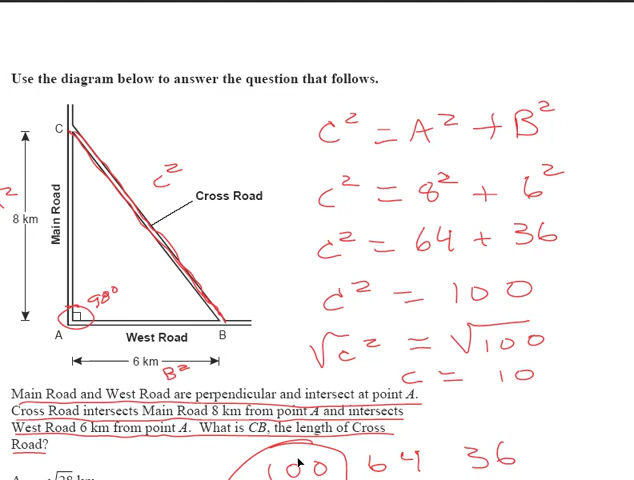 Use the diagram below to answer the question that follows.
C
C²
Cross Road
Main Road
8 km
90°
A
West Road
B
6 km
B²
C² = A² + B²
C² = 8² + 6²
C² = 64 + 36
C² = 100
√C² = √100
C = 10
Main Road and West Road are perpendicular and intersect at point A.
Cross Road intersects Main Road 8 km from point A and intersects
West Road 6 km from point A. What is CB, the length of Cross
Road?
100 64 36